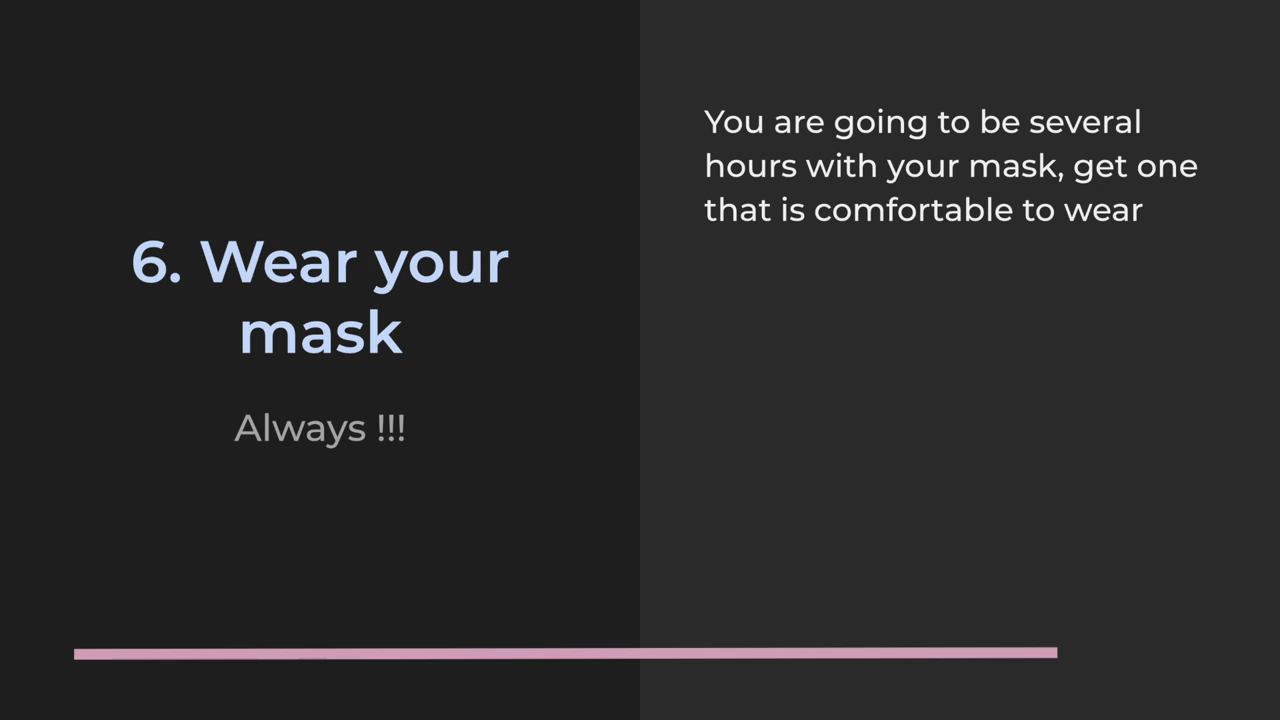 6. Wear your
mask
Always !!!
You are going to be several
hours with your mask, get one
that is comfortable to wear